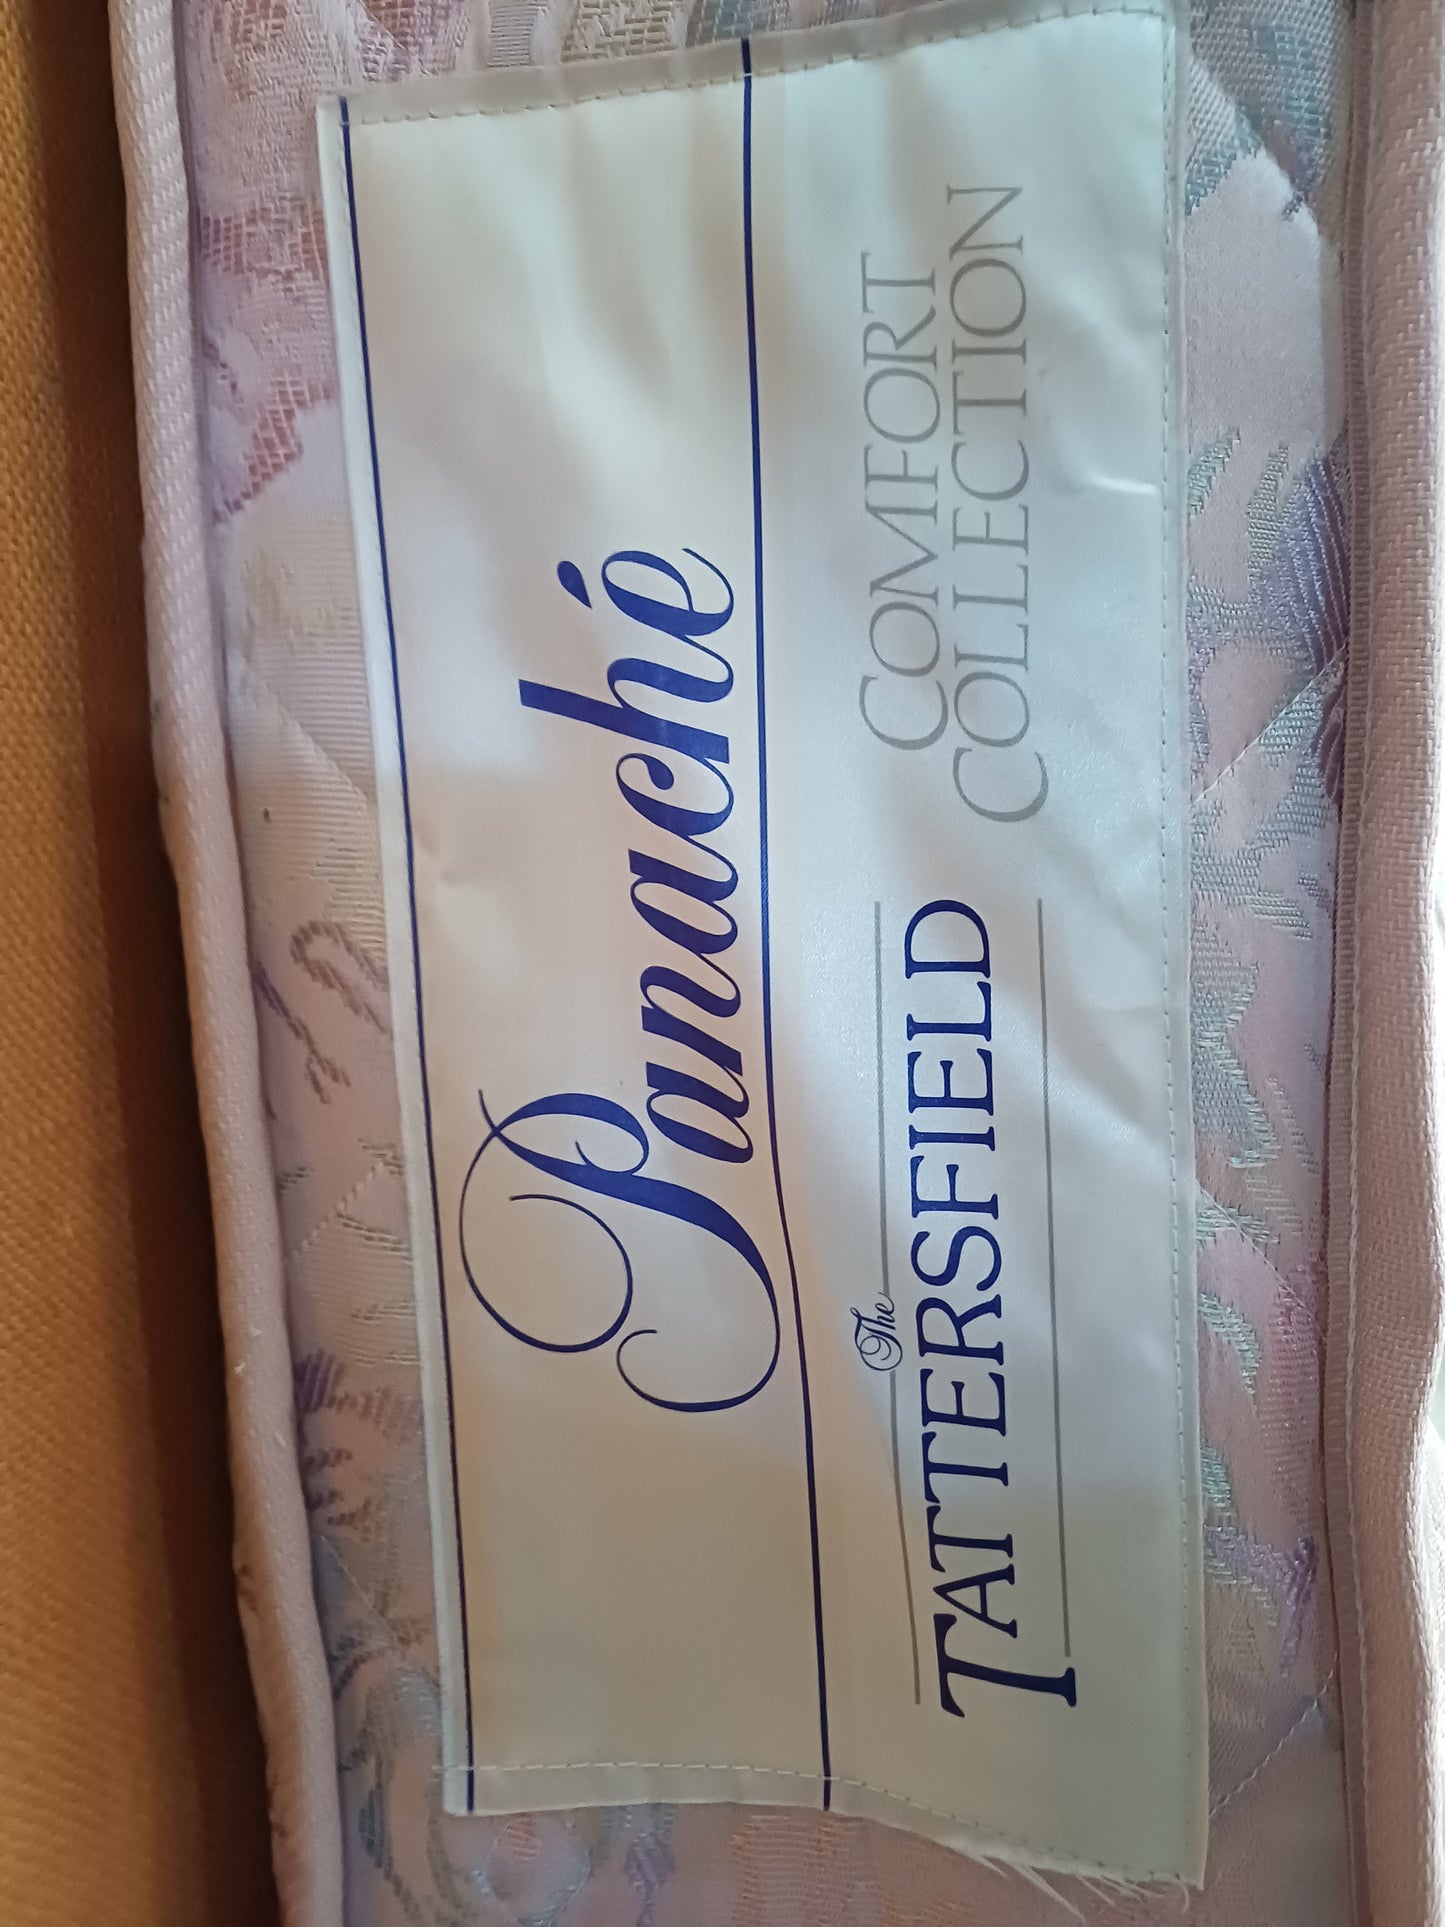 Panaché
The
TATTERSFIELD
COMFORT
COLLECTION